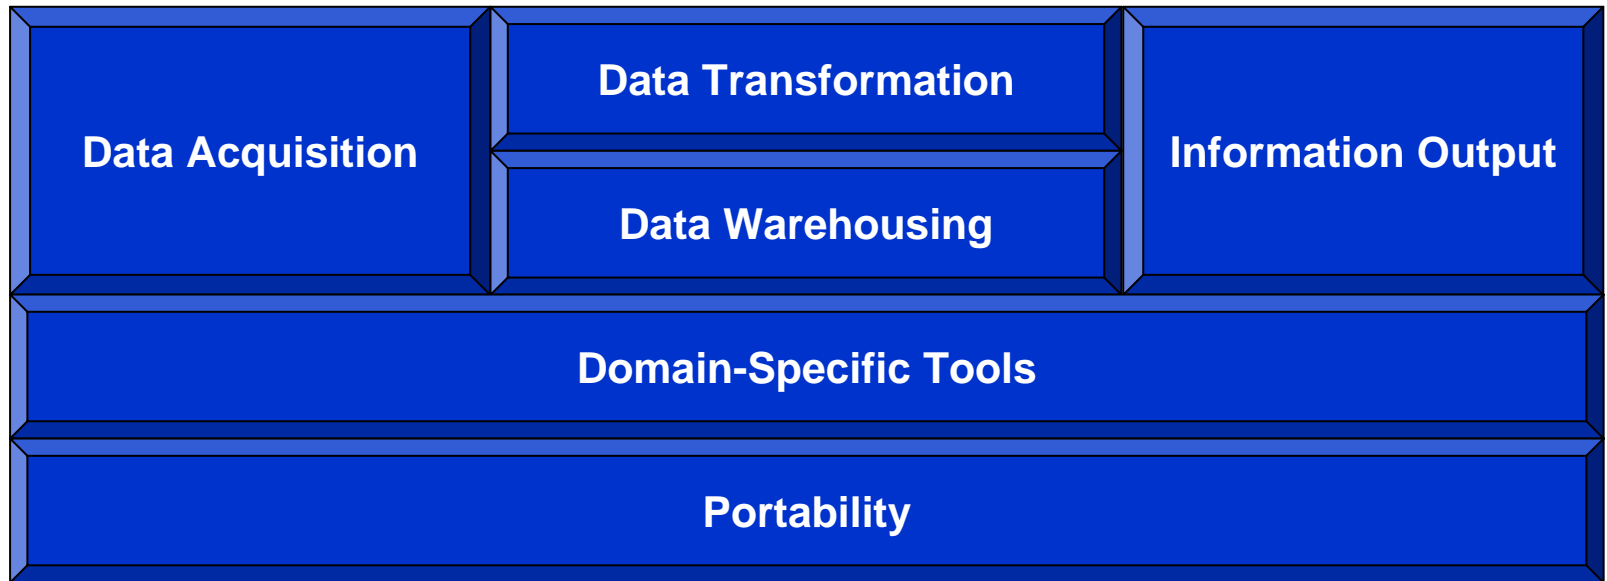 Data Acquisition
Data Transformation
Data Warehousing
Information Output
Domain-Specific Tools
Portability